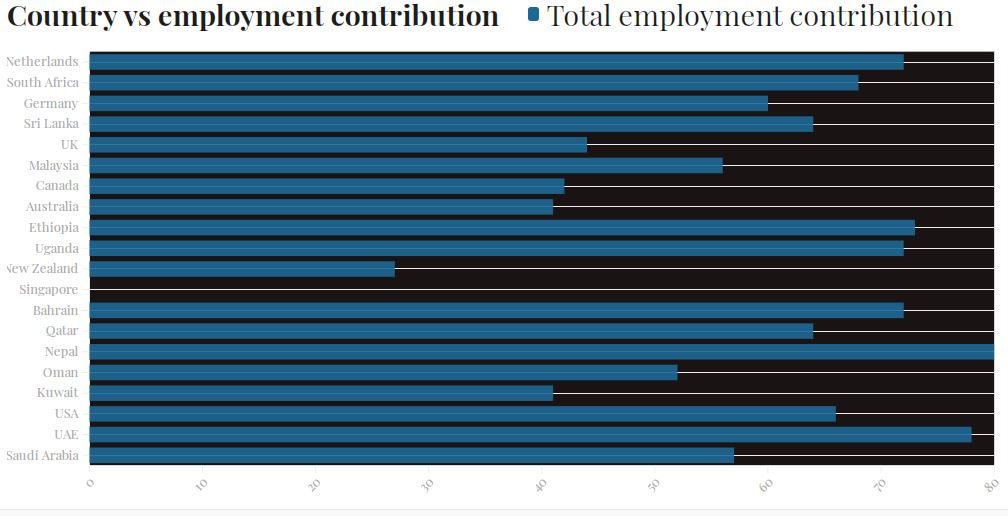 Country vs employment contribution
Total employment contribution
Netherlands
South Africa
Germany
Sri Lanka
UK
Malaysia
Canada
Australia
Ethiopia
Uganda
New Zealand
Singapore
Bahrain
Qatar
Nepal
Oman
Kuwait
USA
UAE
Saudi Arabia
0 10 20 30 40 50 60 70 80